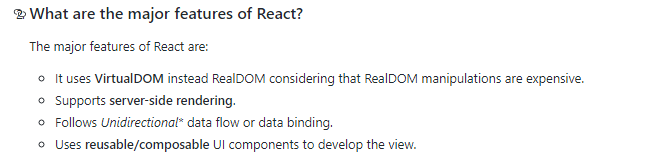 2. What are the major features of React?
The major features of React are:
It uses VirtualDOM instead RealDOM considering that RealDOM manipulations are expensive.
Supports server-side rendering.
Follows Unidirectional* data flow or data binding.
Uses reusable/composable UI components to develop the view.